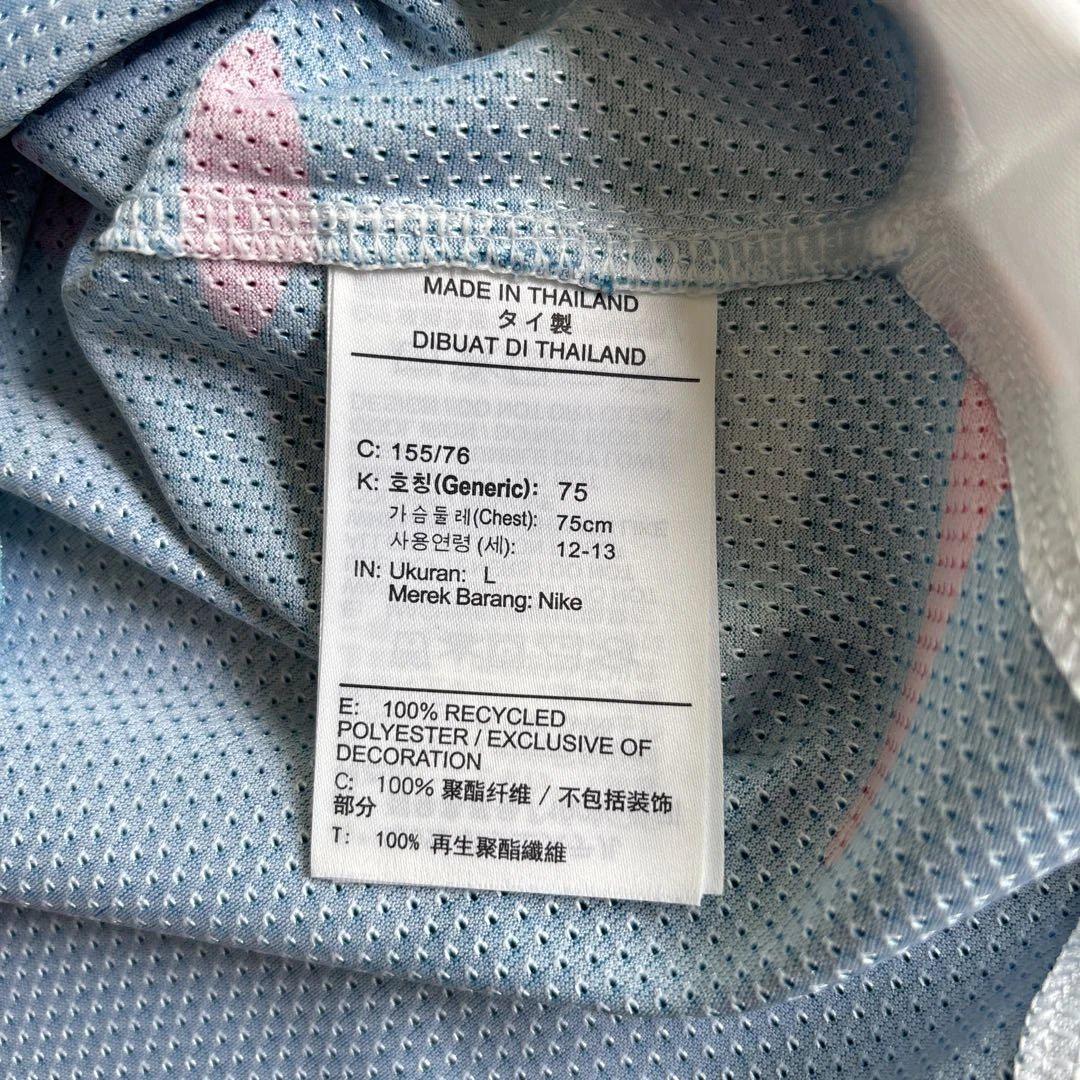 MADE IN THAILAND
タイ製
DIBUAT DI THAILAND
C: 155/76
K: 호칭(Generic): 75
가슴둘레(Chest): 75cm
사용연령 (세): 12-13
IN: Ukuran: L
Merek Barang: Nike
E: 100% RECYCLED
POLYESTER / EXCLUSIVE OF
DECORATION
C: 100% 聚酯纤维 / 不包括装饰
部分
T: 100% 再生聚酯纖維